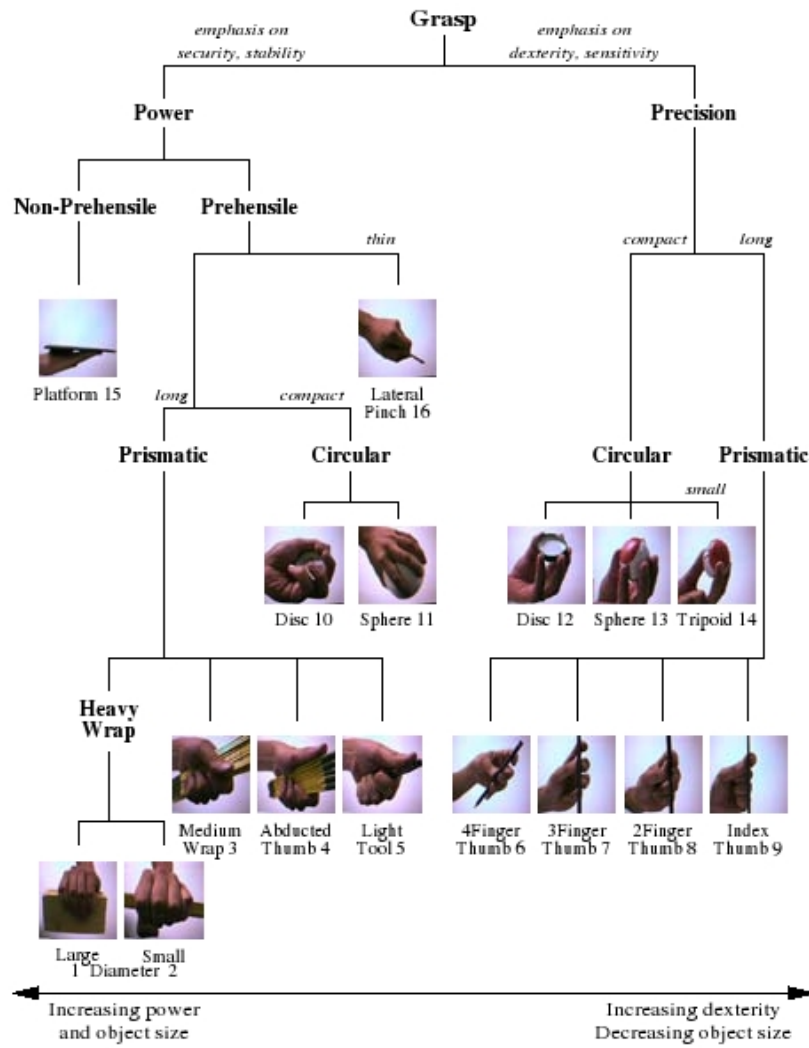 Grasp
emphasis on
security, stability
emphasis on
dexterity, sensitivity
Power
Precision
Non-Prehensile
Prehensile
thin
compact
long
Platform 15
Lateral
Pinch 16
long
compact
Prismatic
Circular
Circular
Prismatic
small
Disc 10
Sphere 11
Disc 12
Sphere 13
Tripoid 14
Heavy
Wrap
Medium
Wrap 3
Abducted
Thumb 4
Light
Tool 5
4Finger
Thumb 6
3Finger
Thumb 7
2Finger
Thumb 8
Index
Thumb 9
Large
Small
1 Diameter 2
Increasing power
and object size
Increasing dexterity
Decreasing object size